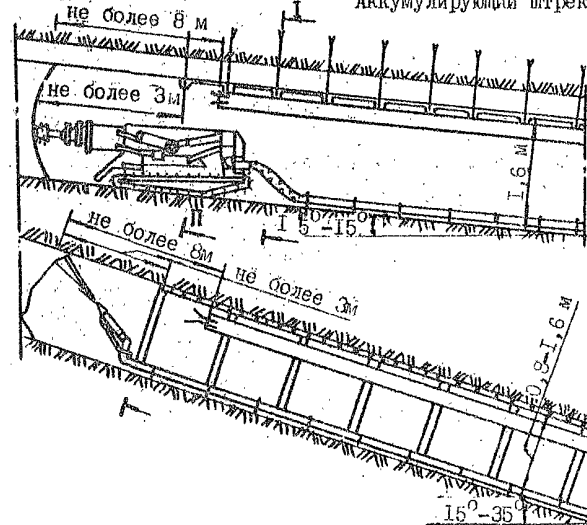 Аккумулирующий штрек
I
не более 8 м
не более 3м
1,6 м
II
I
5°-15°
не более 8м
не более 3м
0,8-1,6 м
15°-35°